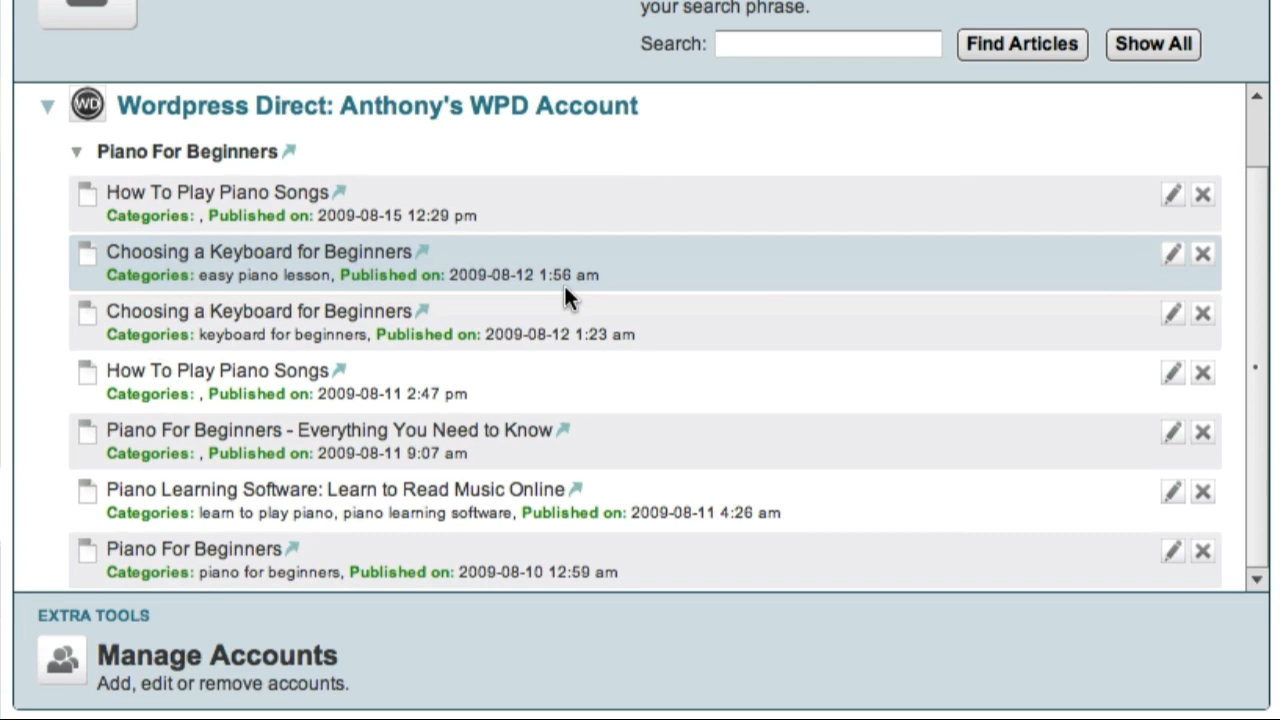 your search phrase.
Search: Find Articles Show All
WD Wordpress Direct: Anthony's WPD Account
Piano For Beginners
How To Play Piano Songs
Categories: , Published on: 2009-08-15 12:29 pm
Choosing a Keyboard for Beginners
Categories: easy piano lesson, Published on: 2009-08-12 1:56 am
Choosing a Keyboard for Beginners
Categories: keyboard for beginners, Published on: 2009-08-12 1:23 am
How To Play Piano Songs
Categories: , Published on: 2009-08-11 2:47 pm
Piano For Beginners - Everything You Need to Know
Categories: , Published on: 2009-08-11 9:07 am
Piano Learning Software: Learn to Read Music Online
Categories: learn to play piano, piano learning software, Published on: 2009-08-11 4:26 am
Piano For Beginners
Categories: piano for beginners, Published on: 2009-08-10 12:59 am
EXTRA TOOLS
Manage Accounts
Add, edit or remove accounts.